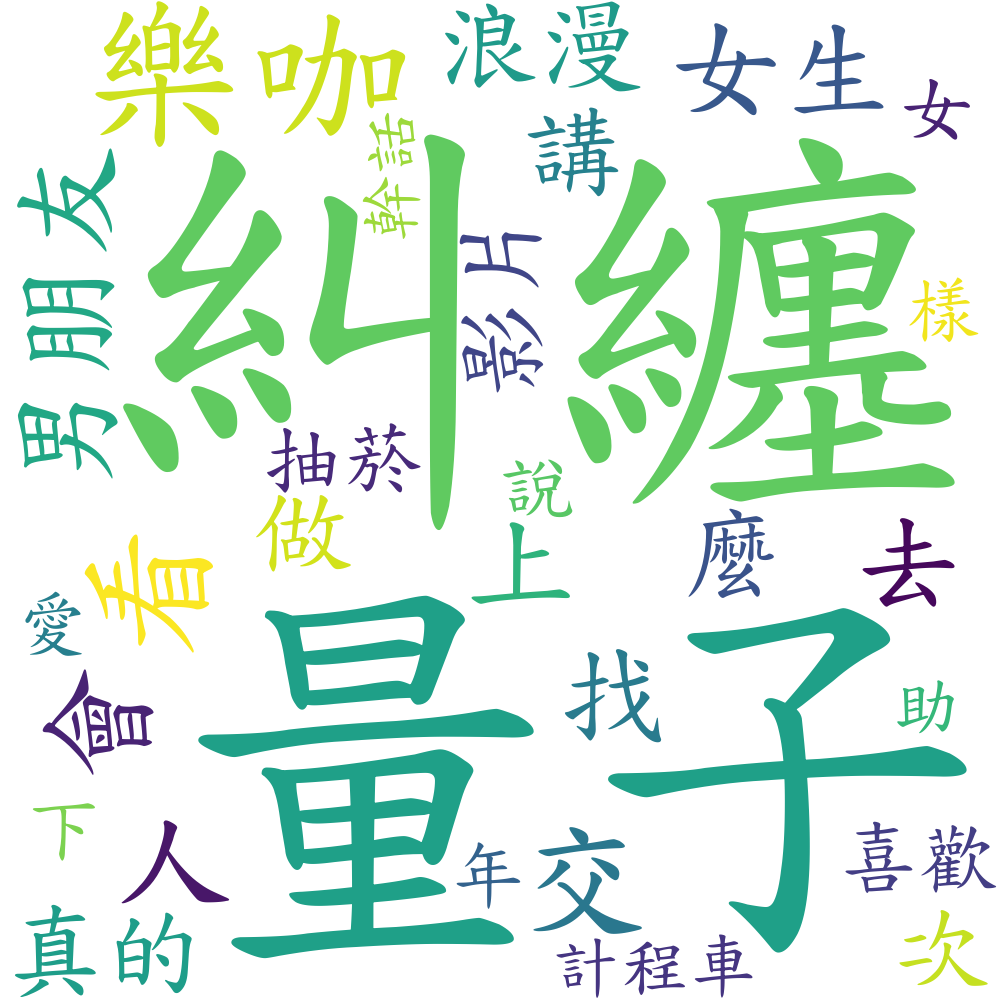 樂咖
浪漫
女生
女
講
幹話
糾纏
男朋友
影片
樣
抽菸
說
做
上
麼
去
看
愛
量子
找
會
助
下
人
年
交
喜歡
真的
計程車
次